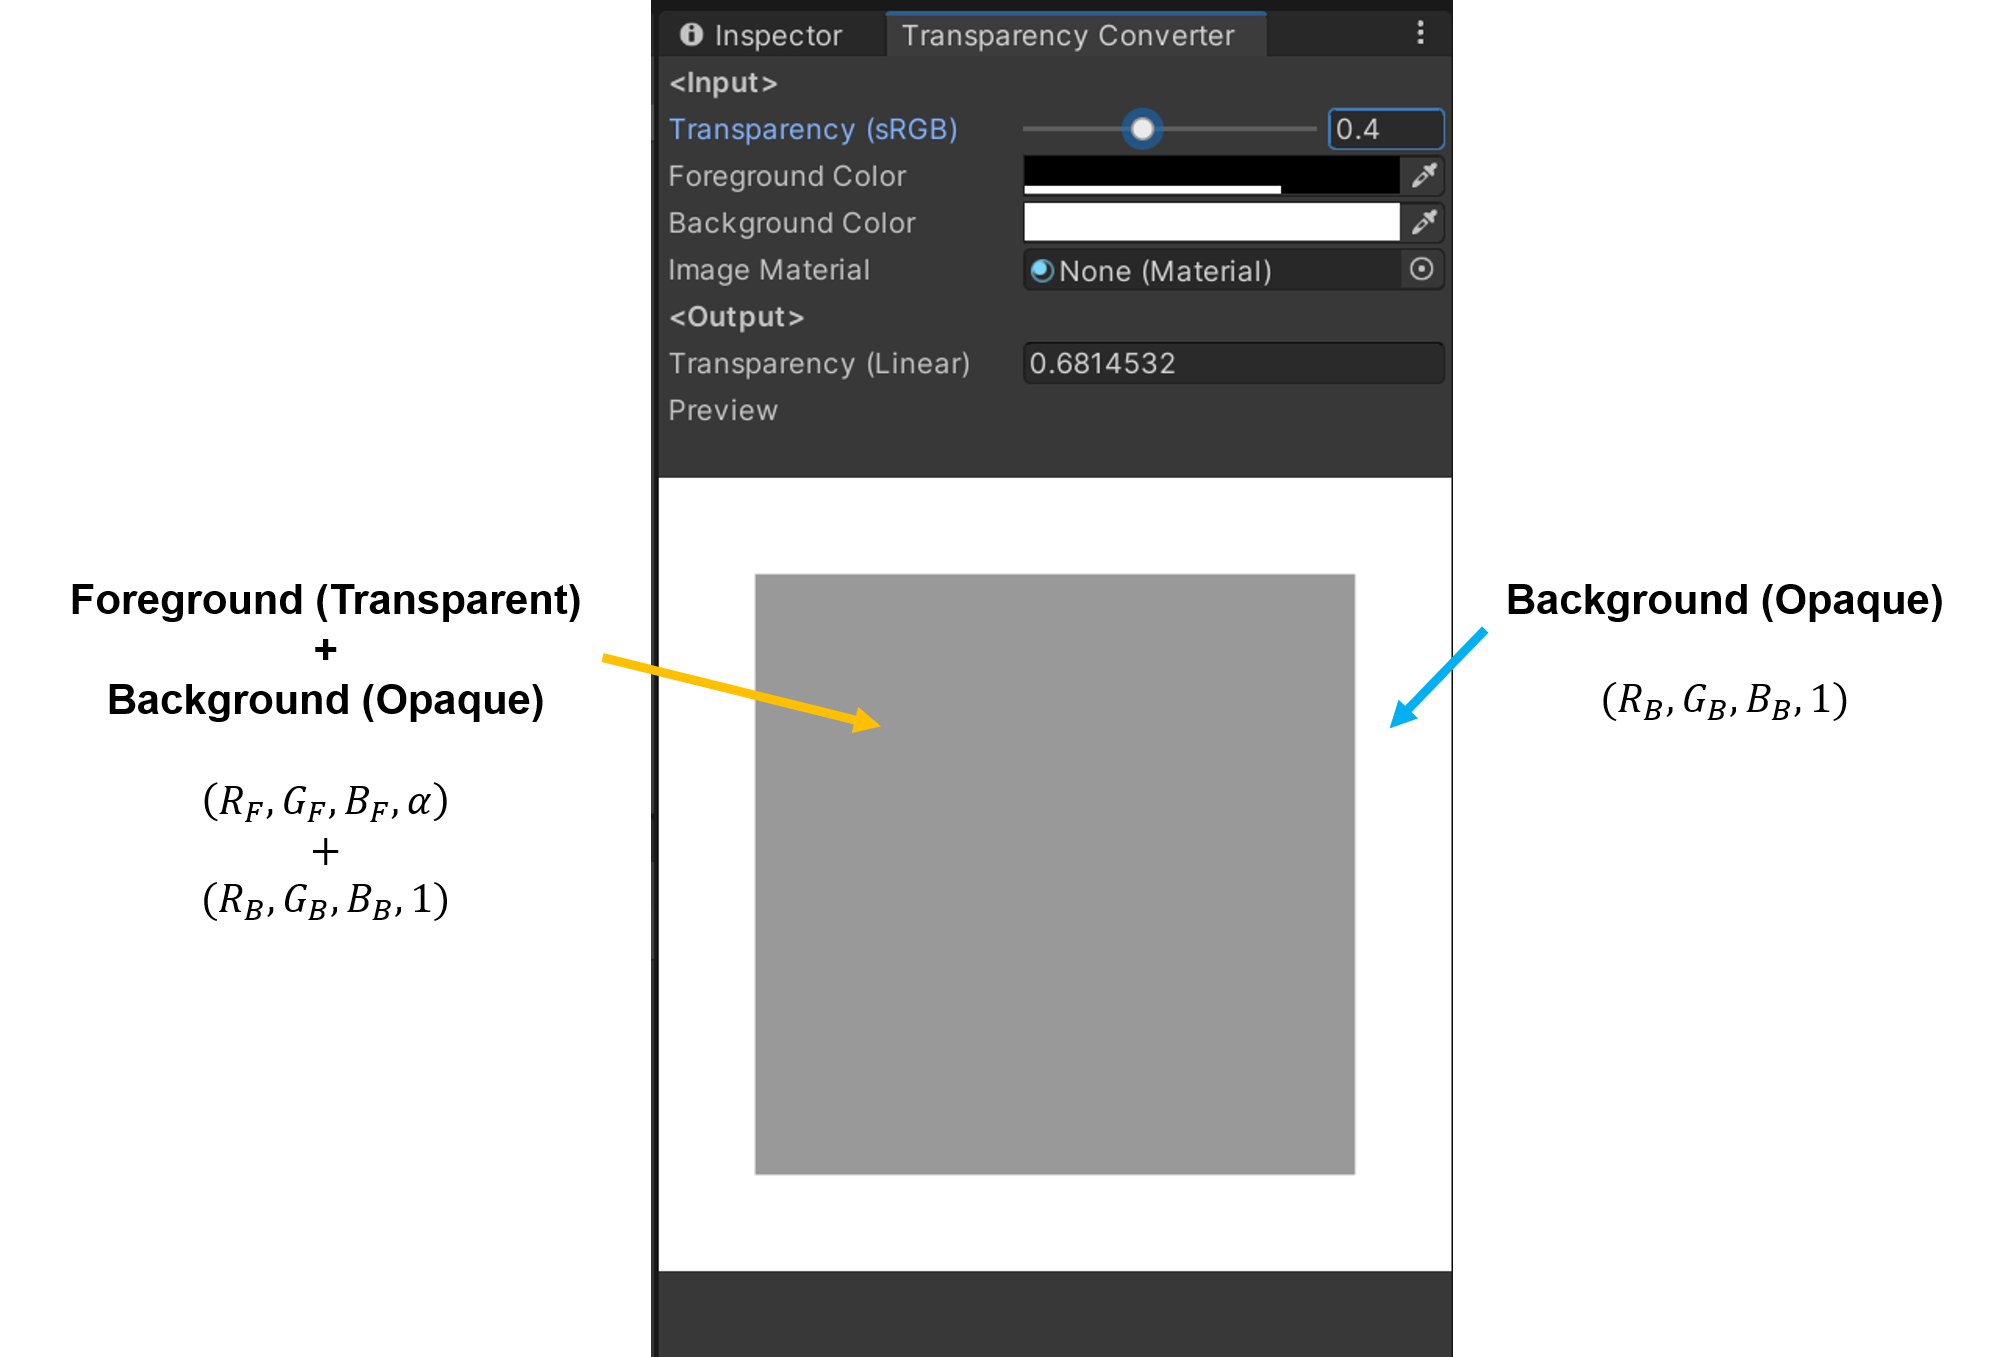 Inspector
Transparency Converter
<Input>
Transparency (sRGB)
0.4
Foreground Color
Background Color
Image Material
None (Material)
<Output>
Transparency (Linear)
0.6814532
Preview
Foreground (Transparent)
+
Background (Opaque)
(R_F, G_F, B_F, α)
+
(R_B, G_B, B_B, 1)
Background (Opaque)
(R_B, G_B, B_B, 1)